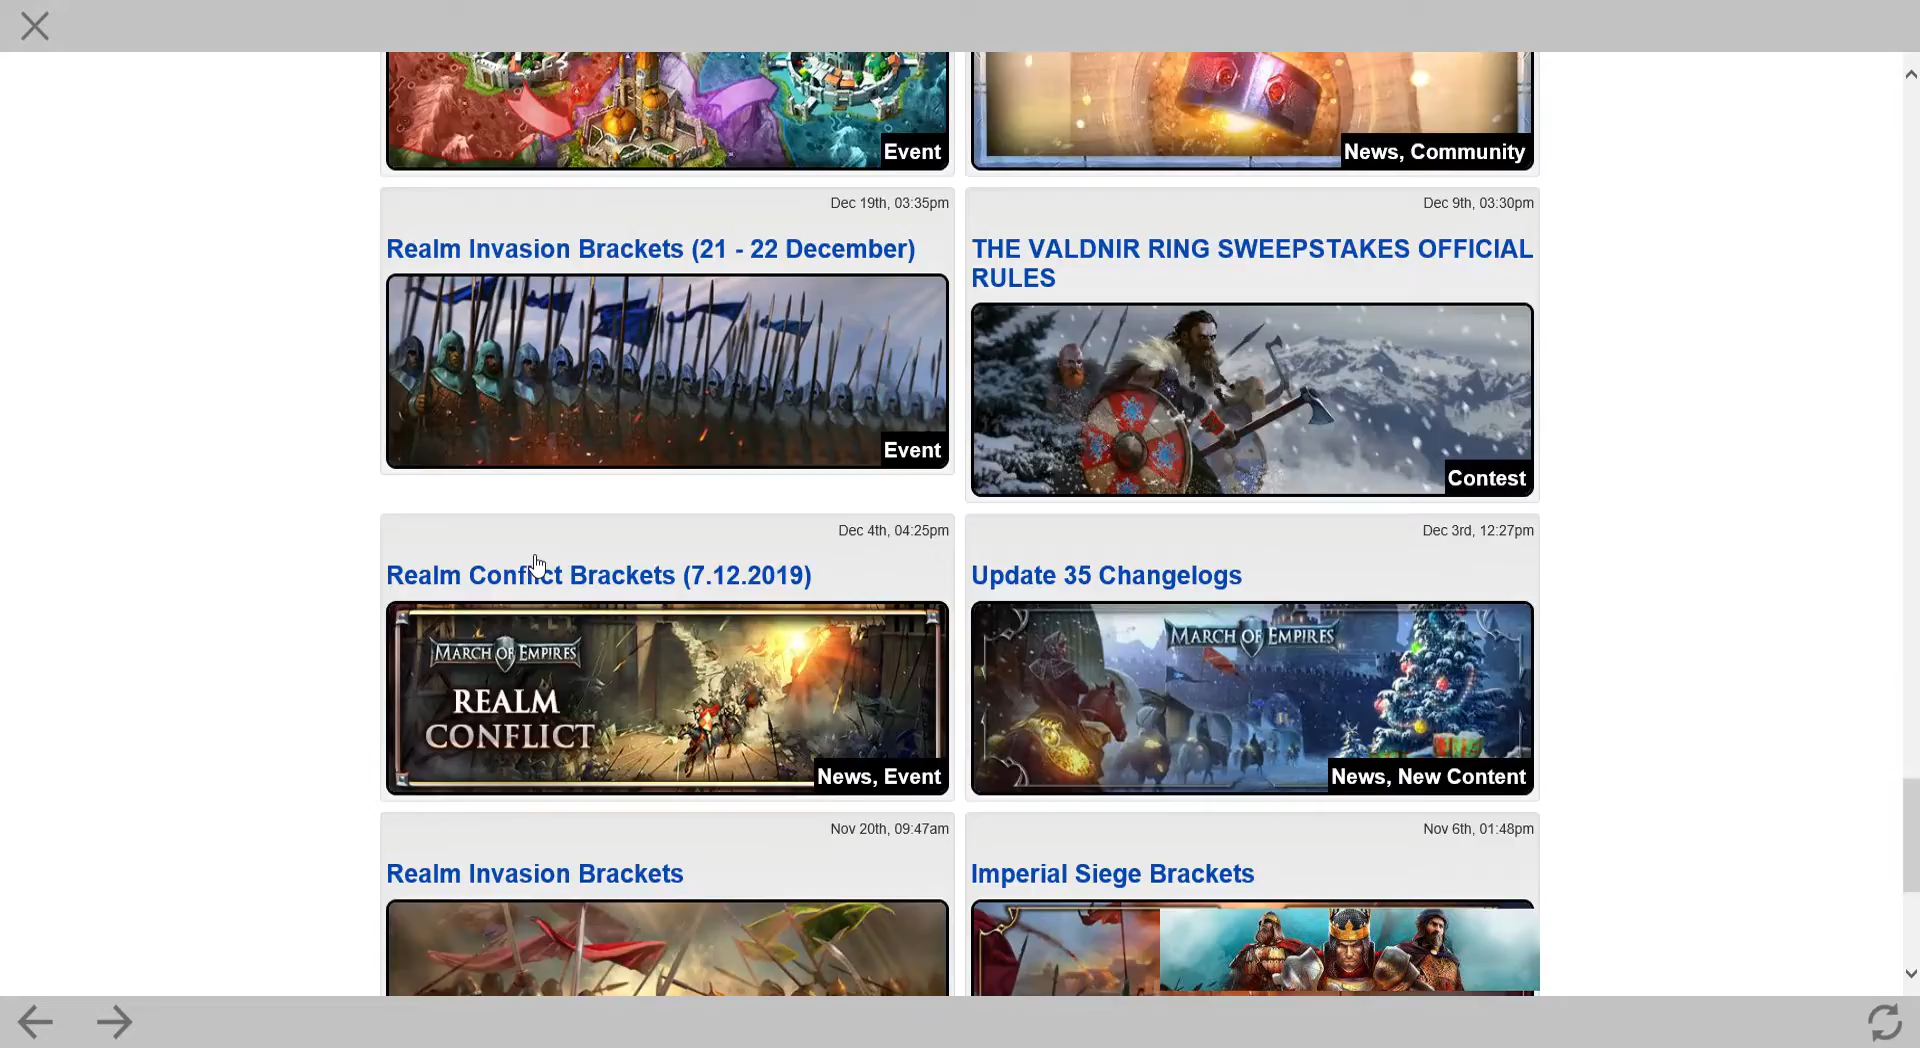 Event
News, Community
Dec 19th, 03:35pm
Realm Invasion Brackets (21 - 22 December)
Event
Dec 9th, 03:30pm
THE VALDNIR RING SWEEPSTAKES OFFICIAL
RULES
Contest
Dec 4th, 04:25pm
Realm Conflict Brackets (7.12.2019)
MARCH OF EMPIRES
REALM
CONFLICT
News, Event
Dec 3rd, 12:27pm
Update 35 Changelogs
MARCH OF EMPIRES
News, New Content
Nov 20th, 09:47am
Realm Invasion Brackets
Nov 6th, 01:48pm
Imperial Siege Brackets